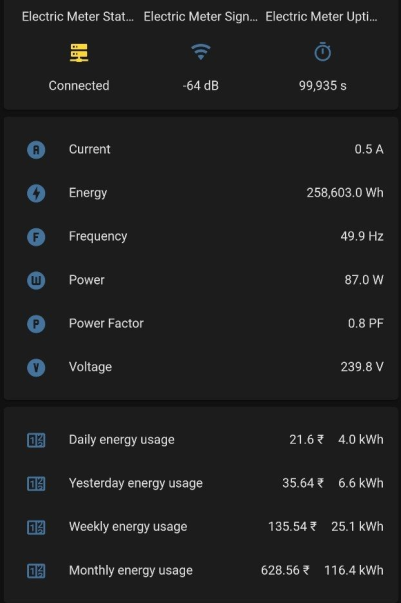 Electric Meter Stat... Electric Meter Sign... Electric Meter Upti...
Connected -64 dB 99,935 s
A Current 0.5 A
Energy 258,603.0 Wh
F Frequency 49.9 Hz
W Power 87.0 W
P Power Factor 0.8 PF
V Voltage 239.8 V
Daily energy usage 21.6 ₹ 4.0 kWh
Yesterday energy usage 35.64 ₹ 6.6 kWh
Weekly energy usage 135.54 ₹ 25.1 kWh
Monthly energy usage 628.56 ₹ 116.4 kWh